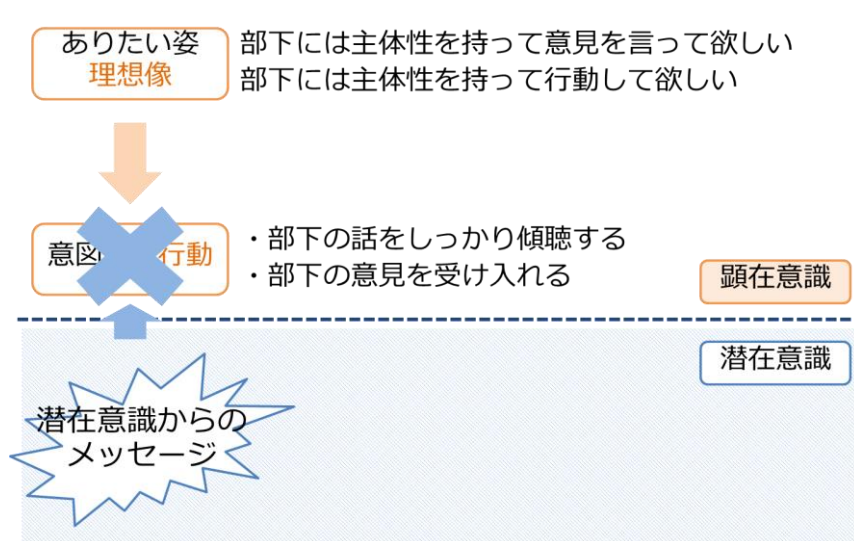 ありたい姿
理想像
部下には主体性を持って意見を言って欲しい
部下には主体性を持って行動して欲しい
意図 行動
・部下の話をしっかり傾聴する
・部下の意見を受け入れる
顕在意識
潜在意識
潜在意識からの
メッセージ